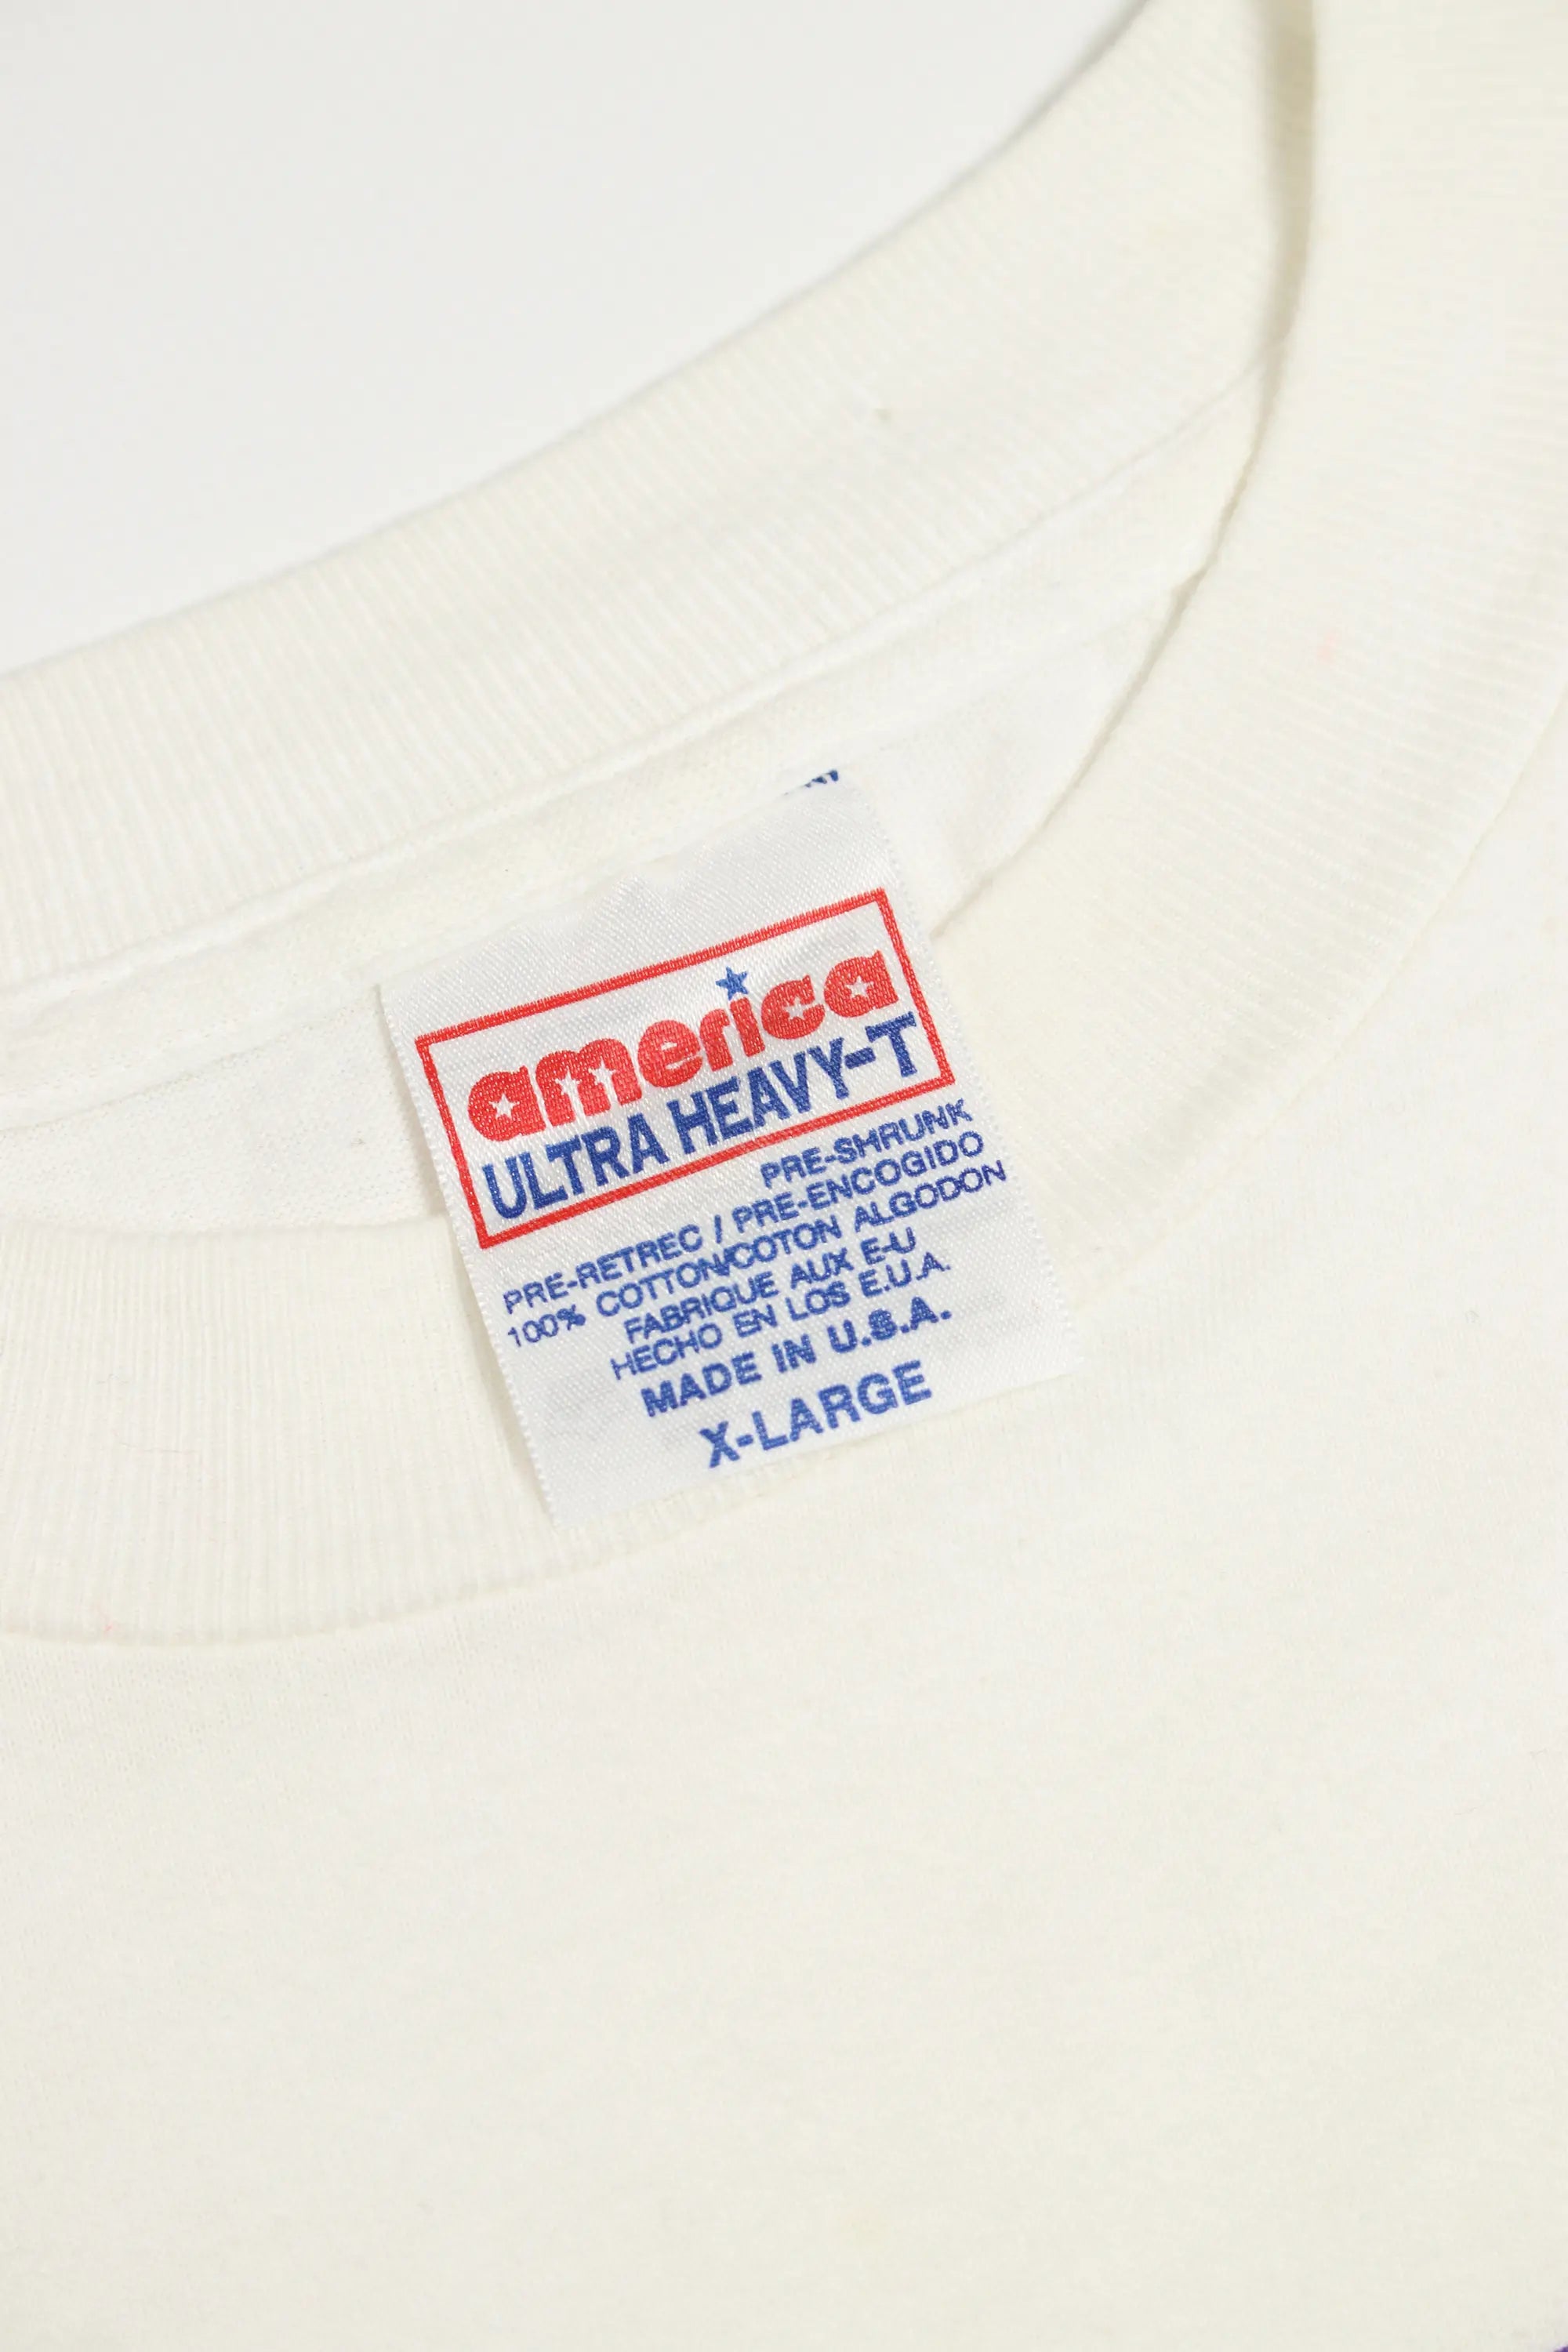 america
ULTRA HEAVY-T
PRE-SHRUNK
PRE-RETREC / PRE-ENCOGIDO
100% COTTON/COTON ALGODON
FABRIQUE AUX E-U
HECHO EN LOS E.U.A.
MADE IN U.S.A.
X-LARGE